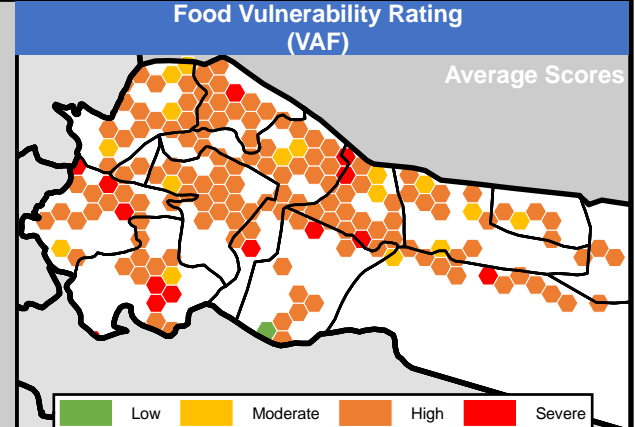 Food Vulnerability Rating
(VAF)
Average Scores
Low Moderate High Severe